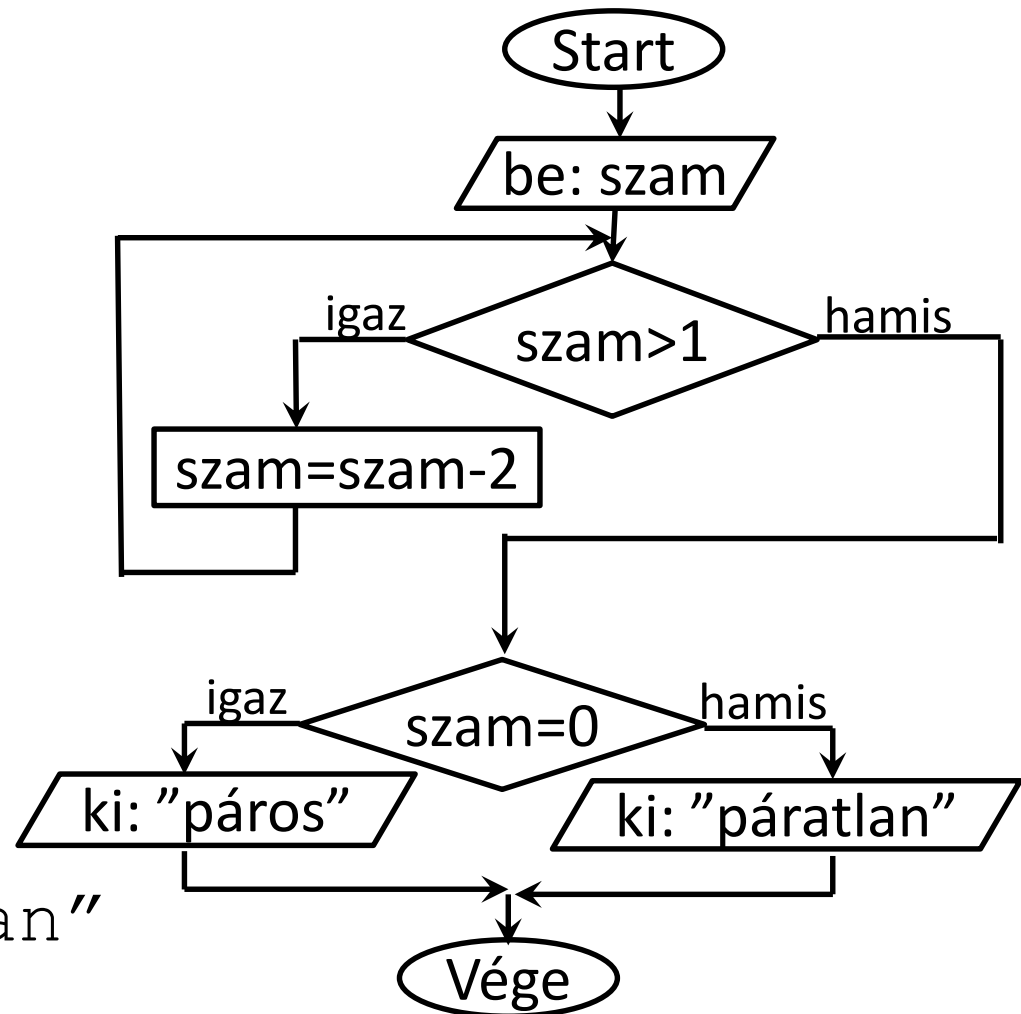 Start
be: szam
igaz
hamis
szam>1
szam=szam-2
igaz
hamis
szam=0
ki: ”páros”
ki: ”páratlan”
an”
Vége